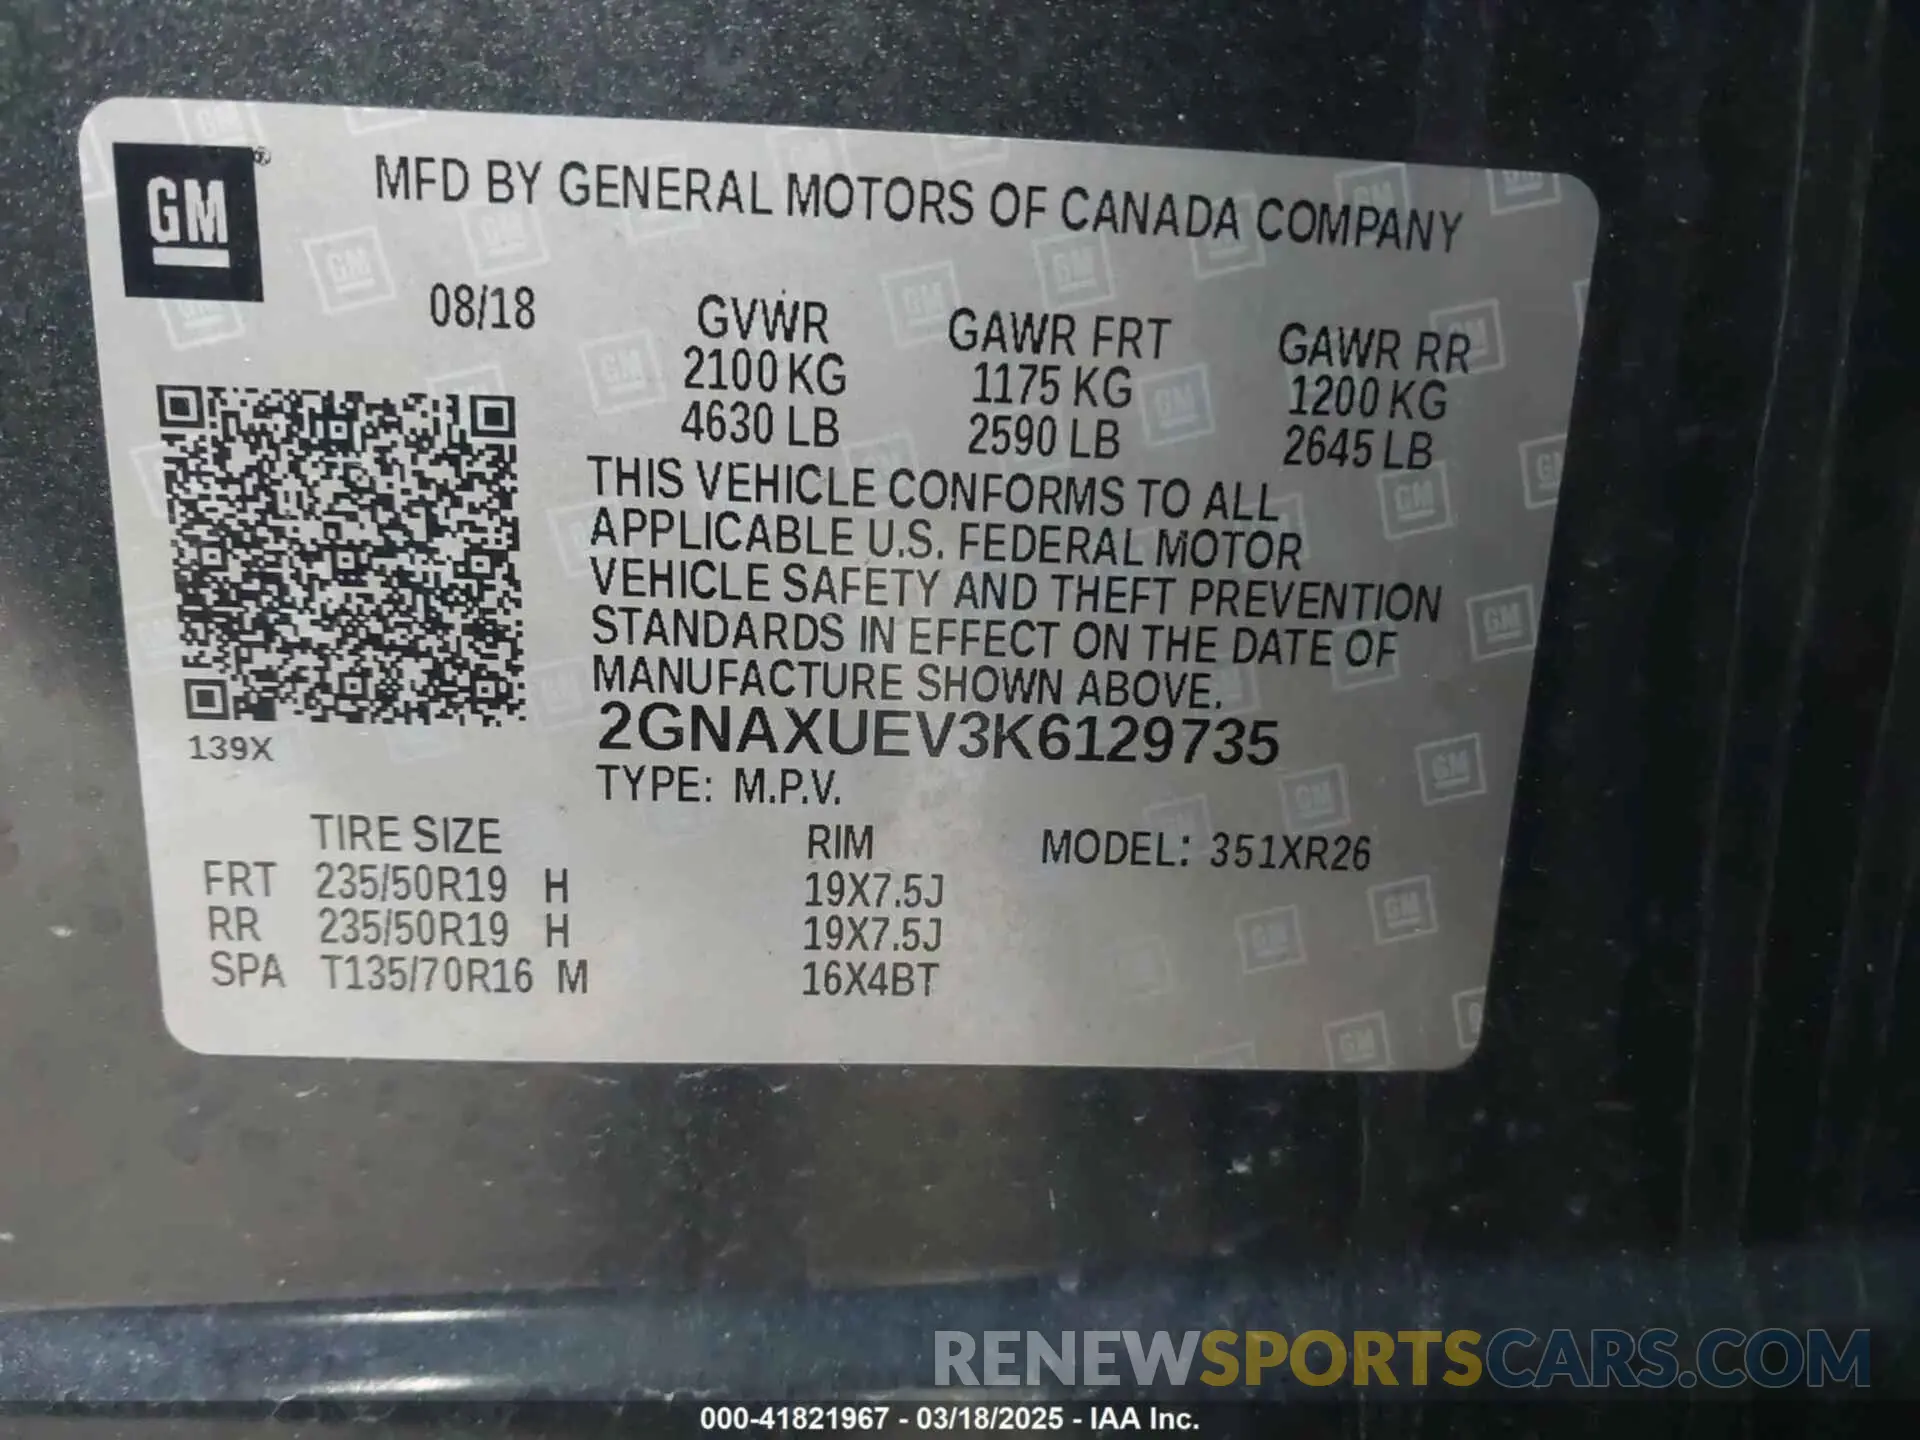 GM®
MFD BY GENERAL MOTORS OF CANADA COMPANY
08/18
GVWR
2100 KG
4630 LB
GAWR FRT
1175 KG
2590 LB
GAWR RR
1200 KG
2645 LB
THIS VEHICLE CONFORMS TO ALL
APPLICABLE U.S. FEDERAL MOTOR
VEHICLE SAFETY AND THEFT PREVENTION
STANDARDS IN EFFECT ON THE DATE OF
MANUFACTURE SHOWN ABOVE.
139X
2GNAXUEV3K6129735
TYPE: M.P.V.
TIRE SIZE RIM MODEL: 351XR26
FRT 235/50R19 H 19X7.5J
RR 235/50R19 H 19X7.5J
SPA T135/70R16 M 16X4BT
RENEWSPORTSCARS.COM
000-41821967 - 03/18/2025 - IAA Inc.